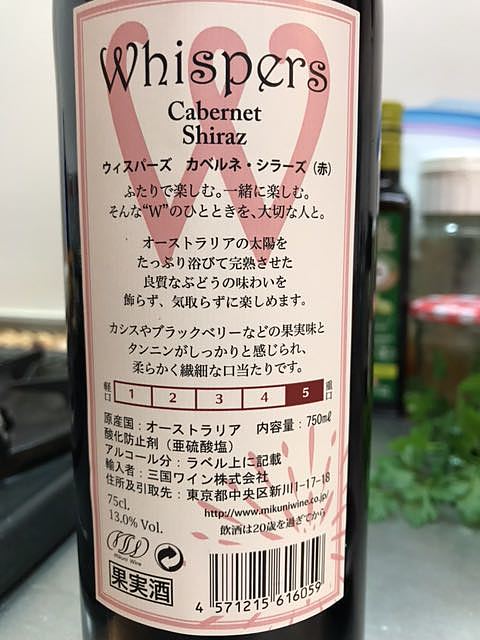 Whispers
Cabernet
Shiraz
ウィスパーズ カベルネ・シラーズ (赤)
ふたりで楽しむ。一緒に楽しむ。
そんな“W”のひとときを、大切な人と。
オーストラリアの太陽を
たっぷり浴びて完熟させた
良質なぶどうの味わいを
飾らず、気取らずに楽しめます。
カシスやブラックベリーなどの果実味と
タンニンがしっかりと感じられ、
柔らかく繊細な口当たりです。
軽口 1 2 3 4 5 重口
原産国：オーストラリア 内容量：750mℓ
酸化防止剤（亜硫酸塩）
アルコール分：ラベル上に記載
輸入者：三国ワイン株式会社
住所及引取先：東京都中央区新川1-17-18
http://www.mikuniwine.co.jp/
飲酒は20歳を過ぎてから
75cl.
13.0% Vol.
Mikuni Wine
果実酒
4 571215 616059